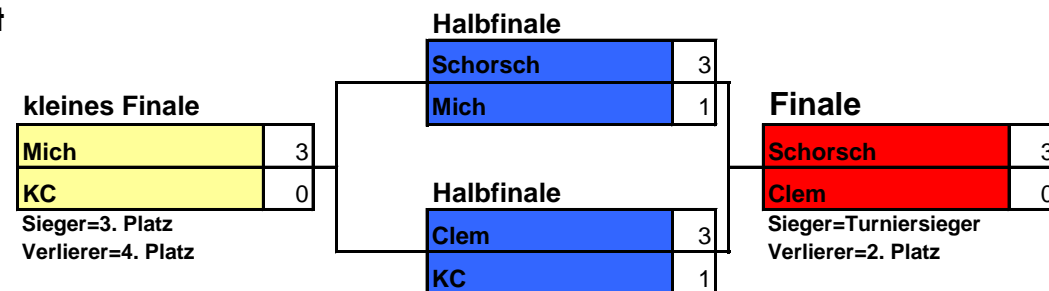 Halbfinale
Schorsch 3
Mich 1
kleines Finale
Mich 3
KC 0
Sieger=3. Platz
Verlierer=4. Platz
Halbfinale
Clem 3
KC 1
Finale
Schorsch 3
Clem 0
Sieger=Turniersieger
Verlierer=2. Platz